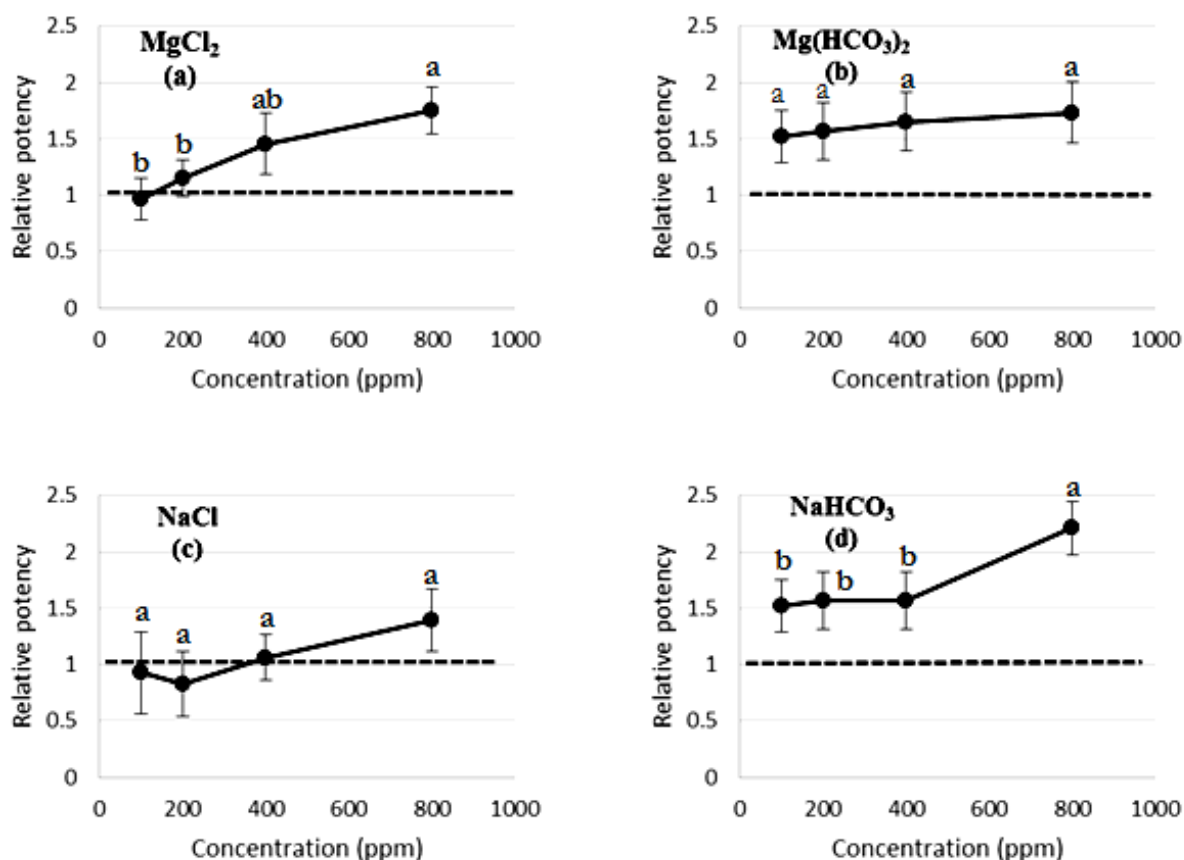 MgCl₂
(a)
Relative potency
2.5
2
1.5
1
0.5
0
b
b
ab
a
0 200 400 600 800 1000
Concentration (ppm)
Mg(HCO₃)₂
(b)
Relative potency
2.5
2
1.5
1
0.5
0
a
a
a
a
0 200 400 600 800 1000
Concentration (ppm)
NaCl
(c)
Relative potency
2.5
2
1.5
1
0.5
0
a
a
a
a
0 200 400 600 800 1000
Concentration (ppm)
NaHCO₃
(d)
Relative potency
2.5
2
1.5
1
0.5
0
b
b
b
a
0 200 400 600 800 1000
Concentration (ppm)